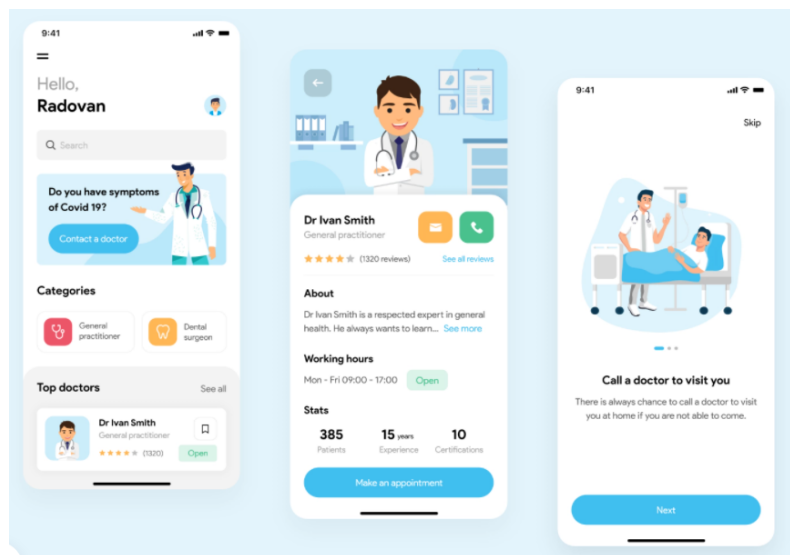 9:41
Hello,
Radovan
Search
Do you have symptoms
of Covid 19?
Contact a doctor
Categories
General
practitioner
Dental
surgeon
Top doctors
See all
Dr Ivan Smith
General practitioner
(1320)
Open
Dr Ivan Smith
General practitioner
(1320 reviews)
See all reviews
About
Dr Ivan Smith is a respected expert in general
health. He always wants to learn... See more
Working hours
Mon - Fri 09:00 - 17:00
Open
Stats
385
Patients
15 years
Experience
10
Certifications
Make an appointment
9:41
Skip
Call a doctor to visit you
There is always chance to call a doctor to visit
you at home if you are not able to come.
Next